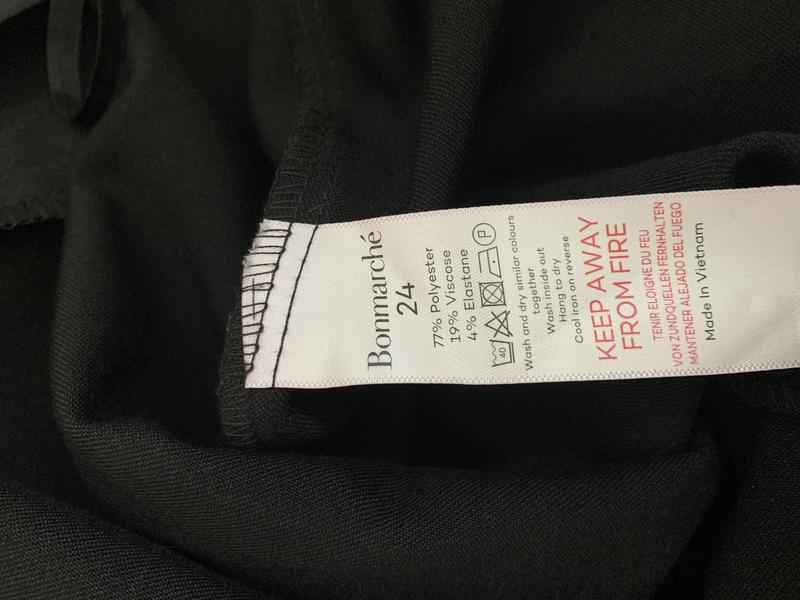 Bonmarché
24
77% Polyester
19% Viscose
4% Elastane
40 P
Wash and dry similar colours
together
Wash inside out
Hang to dry
Cool iron on reverse
KEEP AWAY
FROM FIRE
TENIR ELOIGNE DU FEU
VON ZUNDQUELLEN FERNHALTEN
MANTENER ALEJADO DEL FUEGO
Made In Vietnam